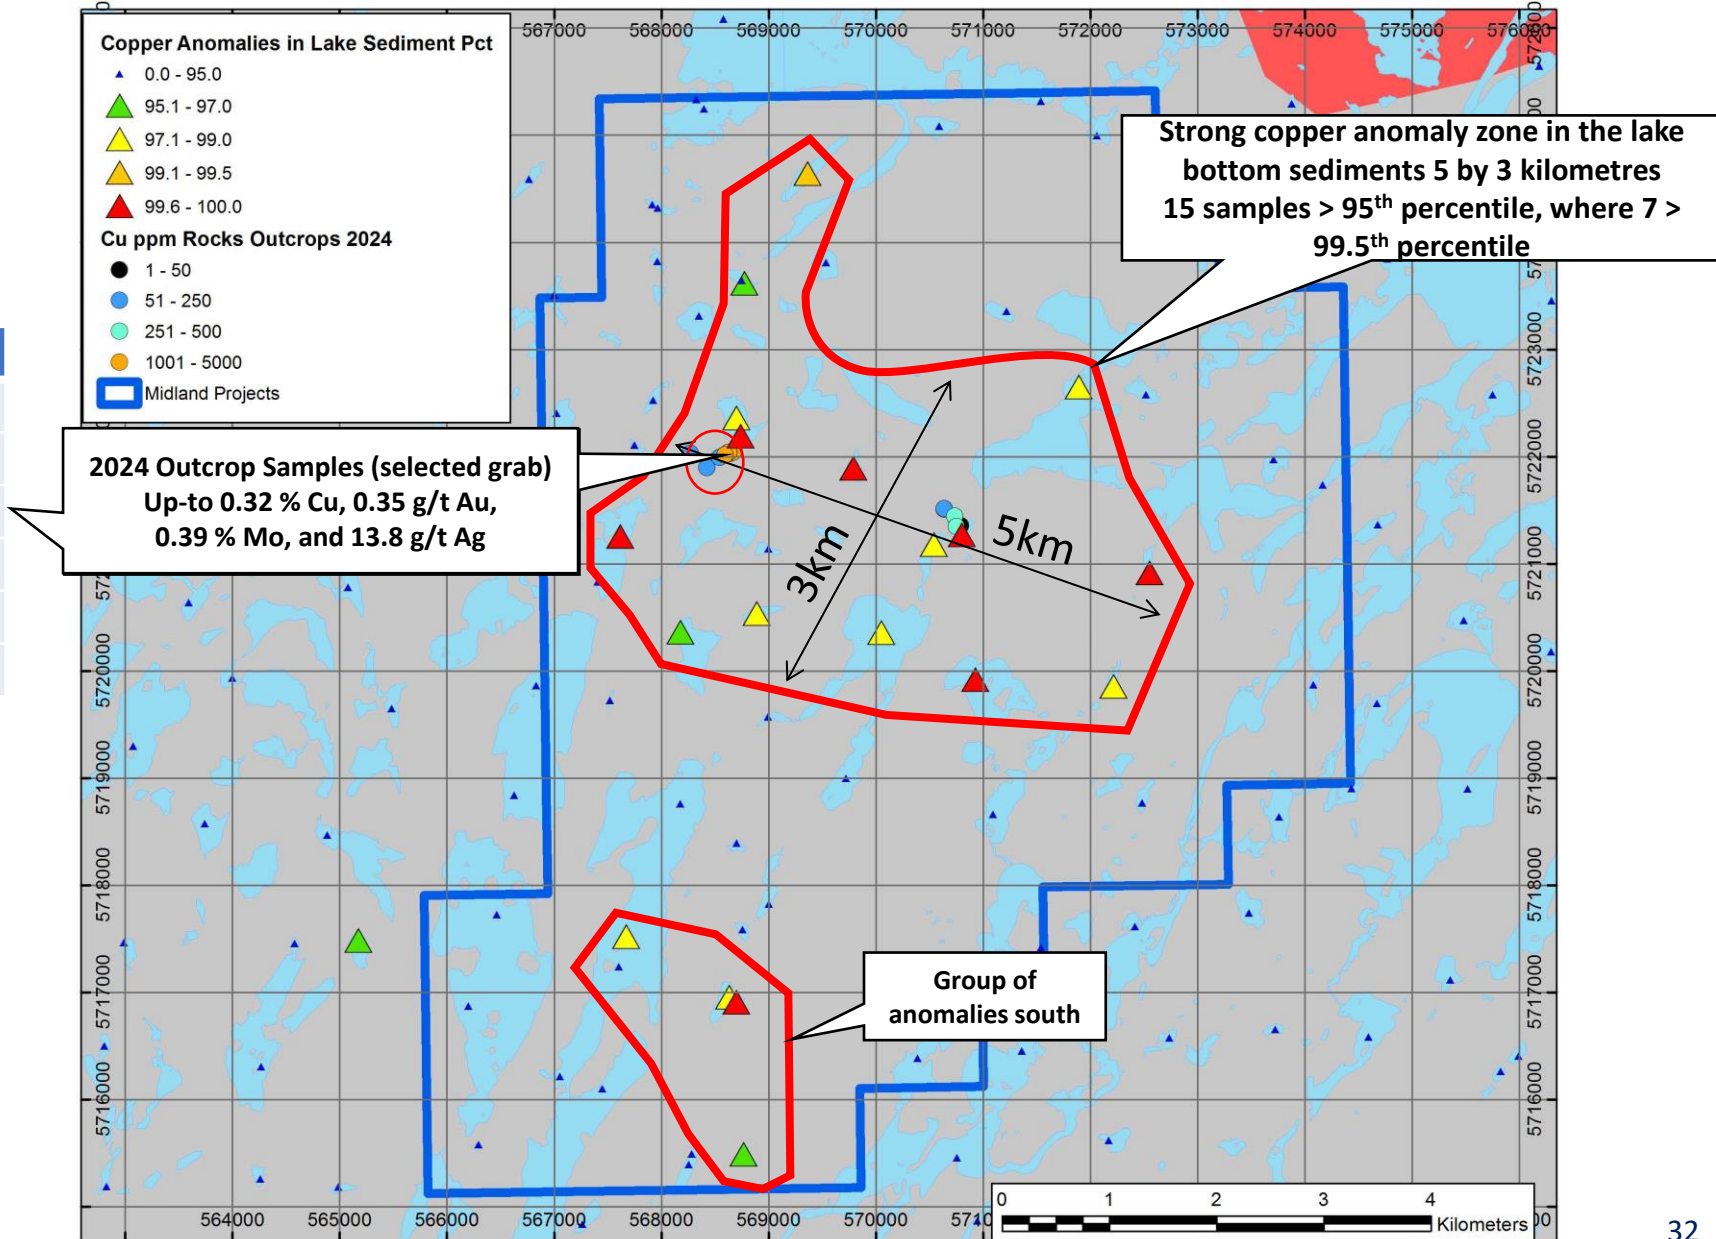 567000 568000 569000 570000 571000 572000 573000 574000 575000
Copper Anomalies in Lake Sediment Pct
0.0 - 95.0
95.1 - 97.0
97.1 - 99.0
99.1 - 99.5
99.6 - 100.0
Cu ppm Rocks Outcrops 2024
1 - 50
51 - 250
251 - 500
1001 - 5000
Midland Projects
Strong copper anomaly zone in the lake
bottom sediments 5 by 3 kilometres
15 samples > 95th percentile, where 7 >
99.5th percentile
2024 Outcrop Samples (selected grab)
Up-to 0.32 % Cu, 0.35 g/t Au,
0.39 % Mo, and 13.8 g/t Ag
3km
5km
Group of
anomalies south
5720000
5719000
5718000
5717000
5716000
5723000
5722000
5721000
5720000
5719000
5718000
5717000
5716000
0 1 2 3 4
Kilometers
564000 565000 566000 567000 568000 569000 570000
32